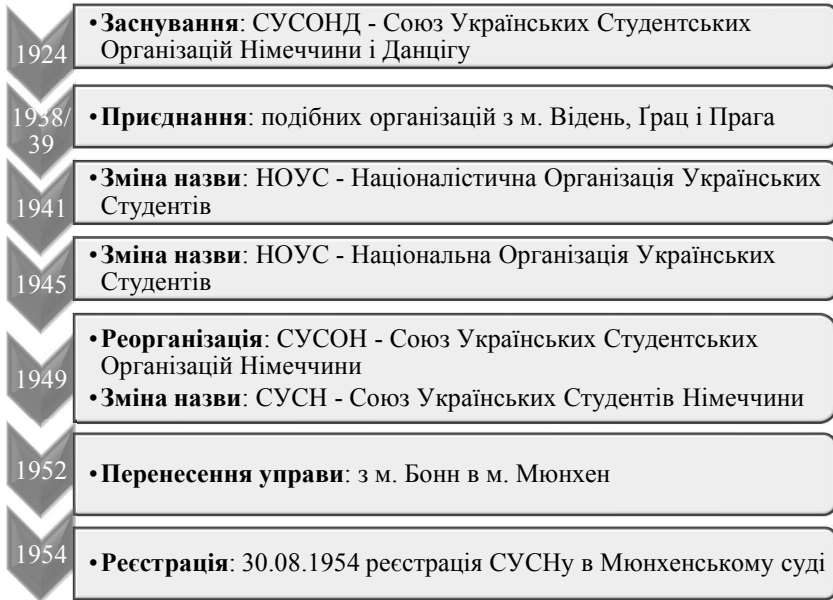 1924
•Заснування: СУСОНД - Союз Українських Студентських
Організацій Німеччини і Данцігу
1938/
39
•Приєднання: подібних організацій з м. Відень, Ґрац і Прага
1941
•Зміна назви: НОУС - Націоналістична Організація Українських
Студентів
1945
•Зміна назви: НОУС - Національна Організація Українських
Студентів
1949
•Реорганізація: СУСОН - Союз Українських Студентських
Організацій Німеччини
•Зміна назви: СУСН - Союз Українських Студентів Німеччини
1952
•Перенесення управи: з м. Бонн в м. Мюнхен
1954
•Реєстрація: 30.08.1954 реєстрація СУСНу в Мюнхенському суді